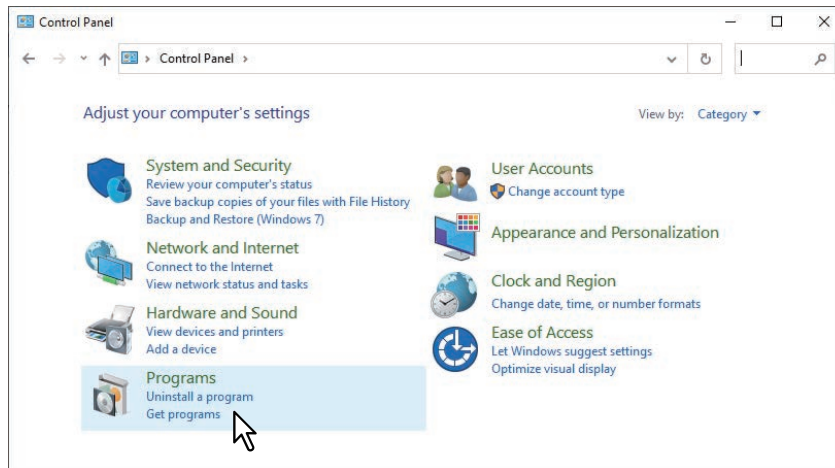 Control Panel
Control Panel
Adjust your computer's settings
View by: Category
System and Security
Review your computer's status
Save backup copies of your files with File History
Backup and Restore (Windows 7)
Network and Internet
Connect to the Internet
View network status and tasks
Hardware and Sound
View devices and printers
Add a device
Programs
Uninstall a program
Get programs
User Accounts
Change account type
Appearance and Personalization
Clock and Region
Change date, time, or number formats
Ease of Access
Let Windows suggest settings
Optimize visual display